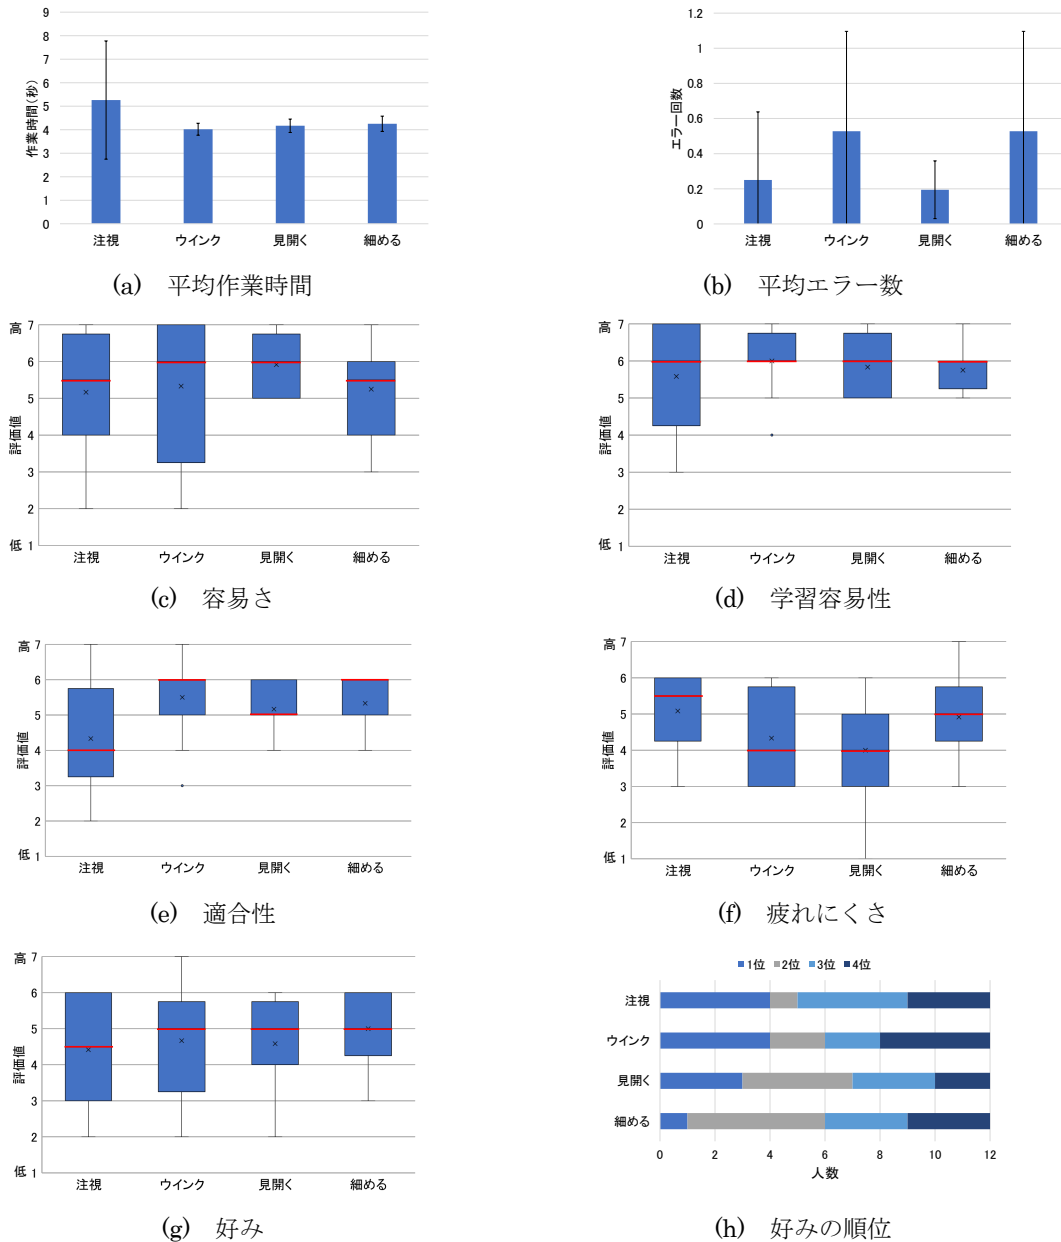 9
8
7
6
5
4
3
2
1
0
作業時間(秒)
注視 ウインク 見開く 細める
(a) 平均作業時間
1.2
1
0.8
0.6
0.4
0.2
0
エラー回数
注視 ウインク 見開く 細める
(b) 平均エラー数
高 7
6
5
4
3
2
低 1
評価値
注視 ウインク 見開く 細める
(c) 容易さ
高 7
6
5
4
3
2
低 1
評価値
注視 ウインク 見開く 細める
(d) 学習容易性
高 7
6
5
4
3
2
低 1
評価値
注視 ウインク 見開く 細める
(e) 適合性
高 7
6
5
4
3
2
低 1
評価値
注視 ウインク 見開く 細める
(f) 疲れにくさ
高 7
6
5
4
3
2
低 1
評価値
注視 ウインク 見開く 細める
(g) 好み
1位 2位 3位 4位
注視
ウインク
見開く
細める
0 2 4 6 8 10 12
人数
(h) 好みの順位